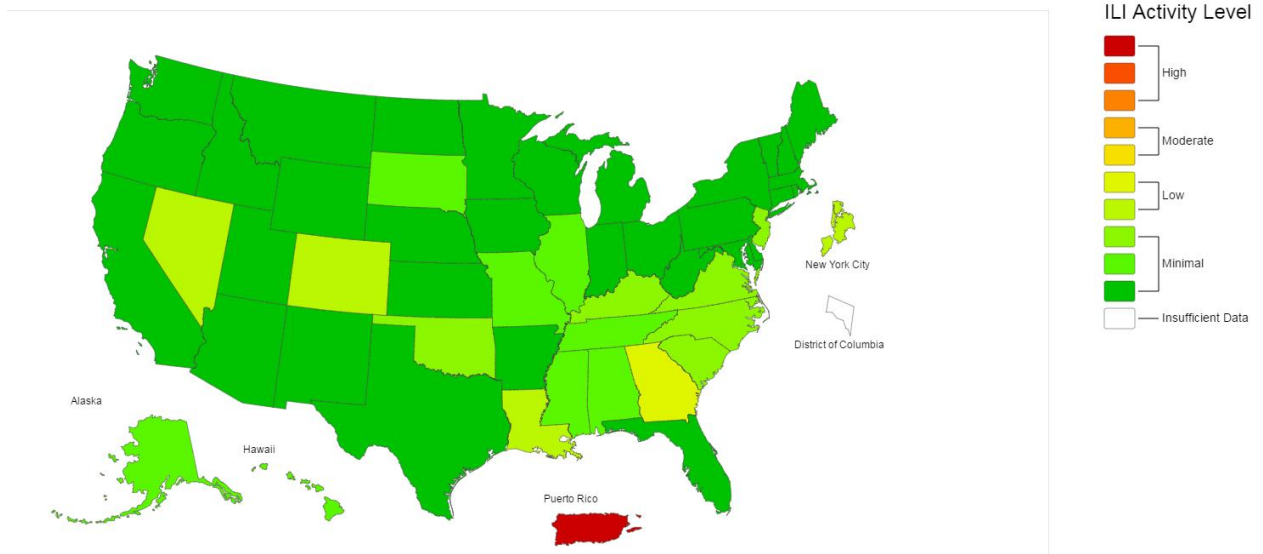 ILI Activity Level
High
Moderate
Low
Minimal
Insufficient Data
New York City
District of Columbia
Alaska
Hawaii
Puerto Rico